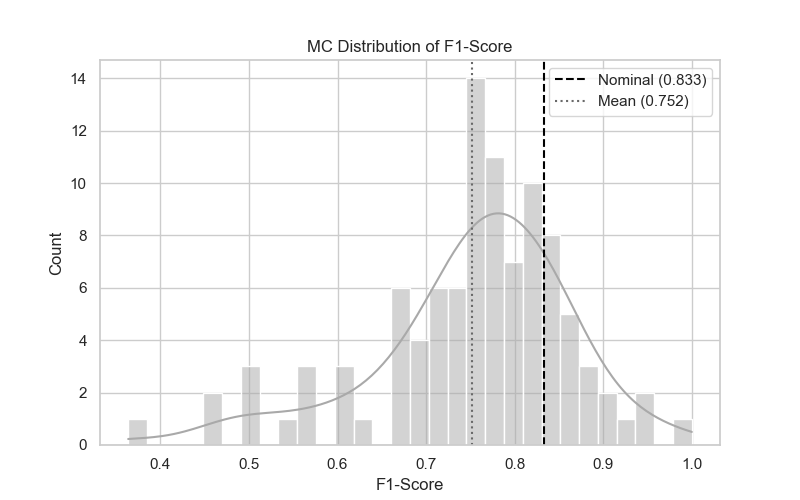 MC Distribution of F1-Score
Nominal (0.833)
Mean (0.752)
14
12
10
8
6
4
2
0
Count
0.4 0.5 0.6 0.7 0.8 0.9 1.0
F1-Score